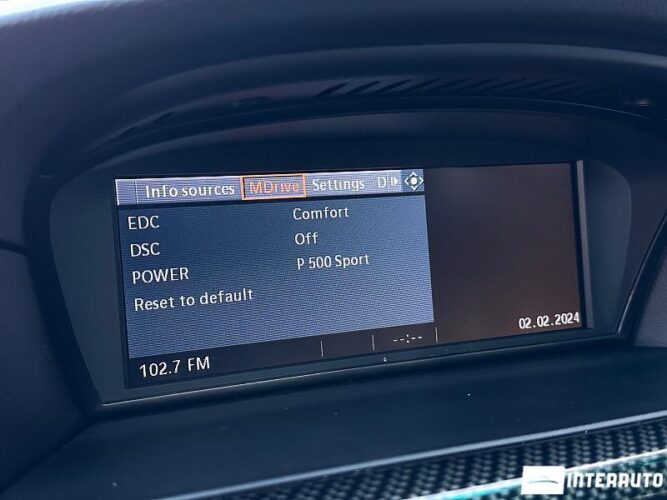 Info sources MDrive Settings D
EDC Comfort
DSC Off
POWER P 500 Sport
Reset to default
--:-- 02.02.2024
102.7 FM
INTERAUTO